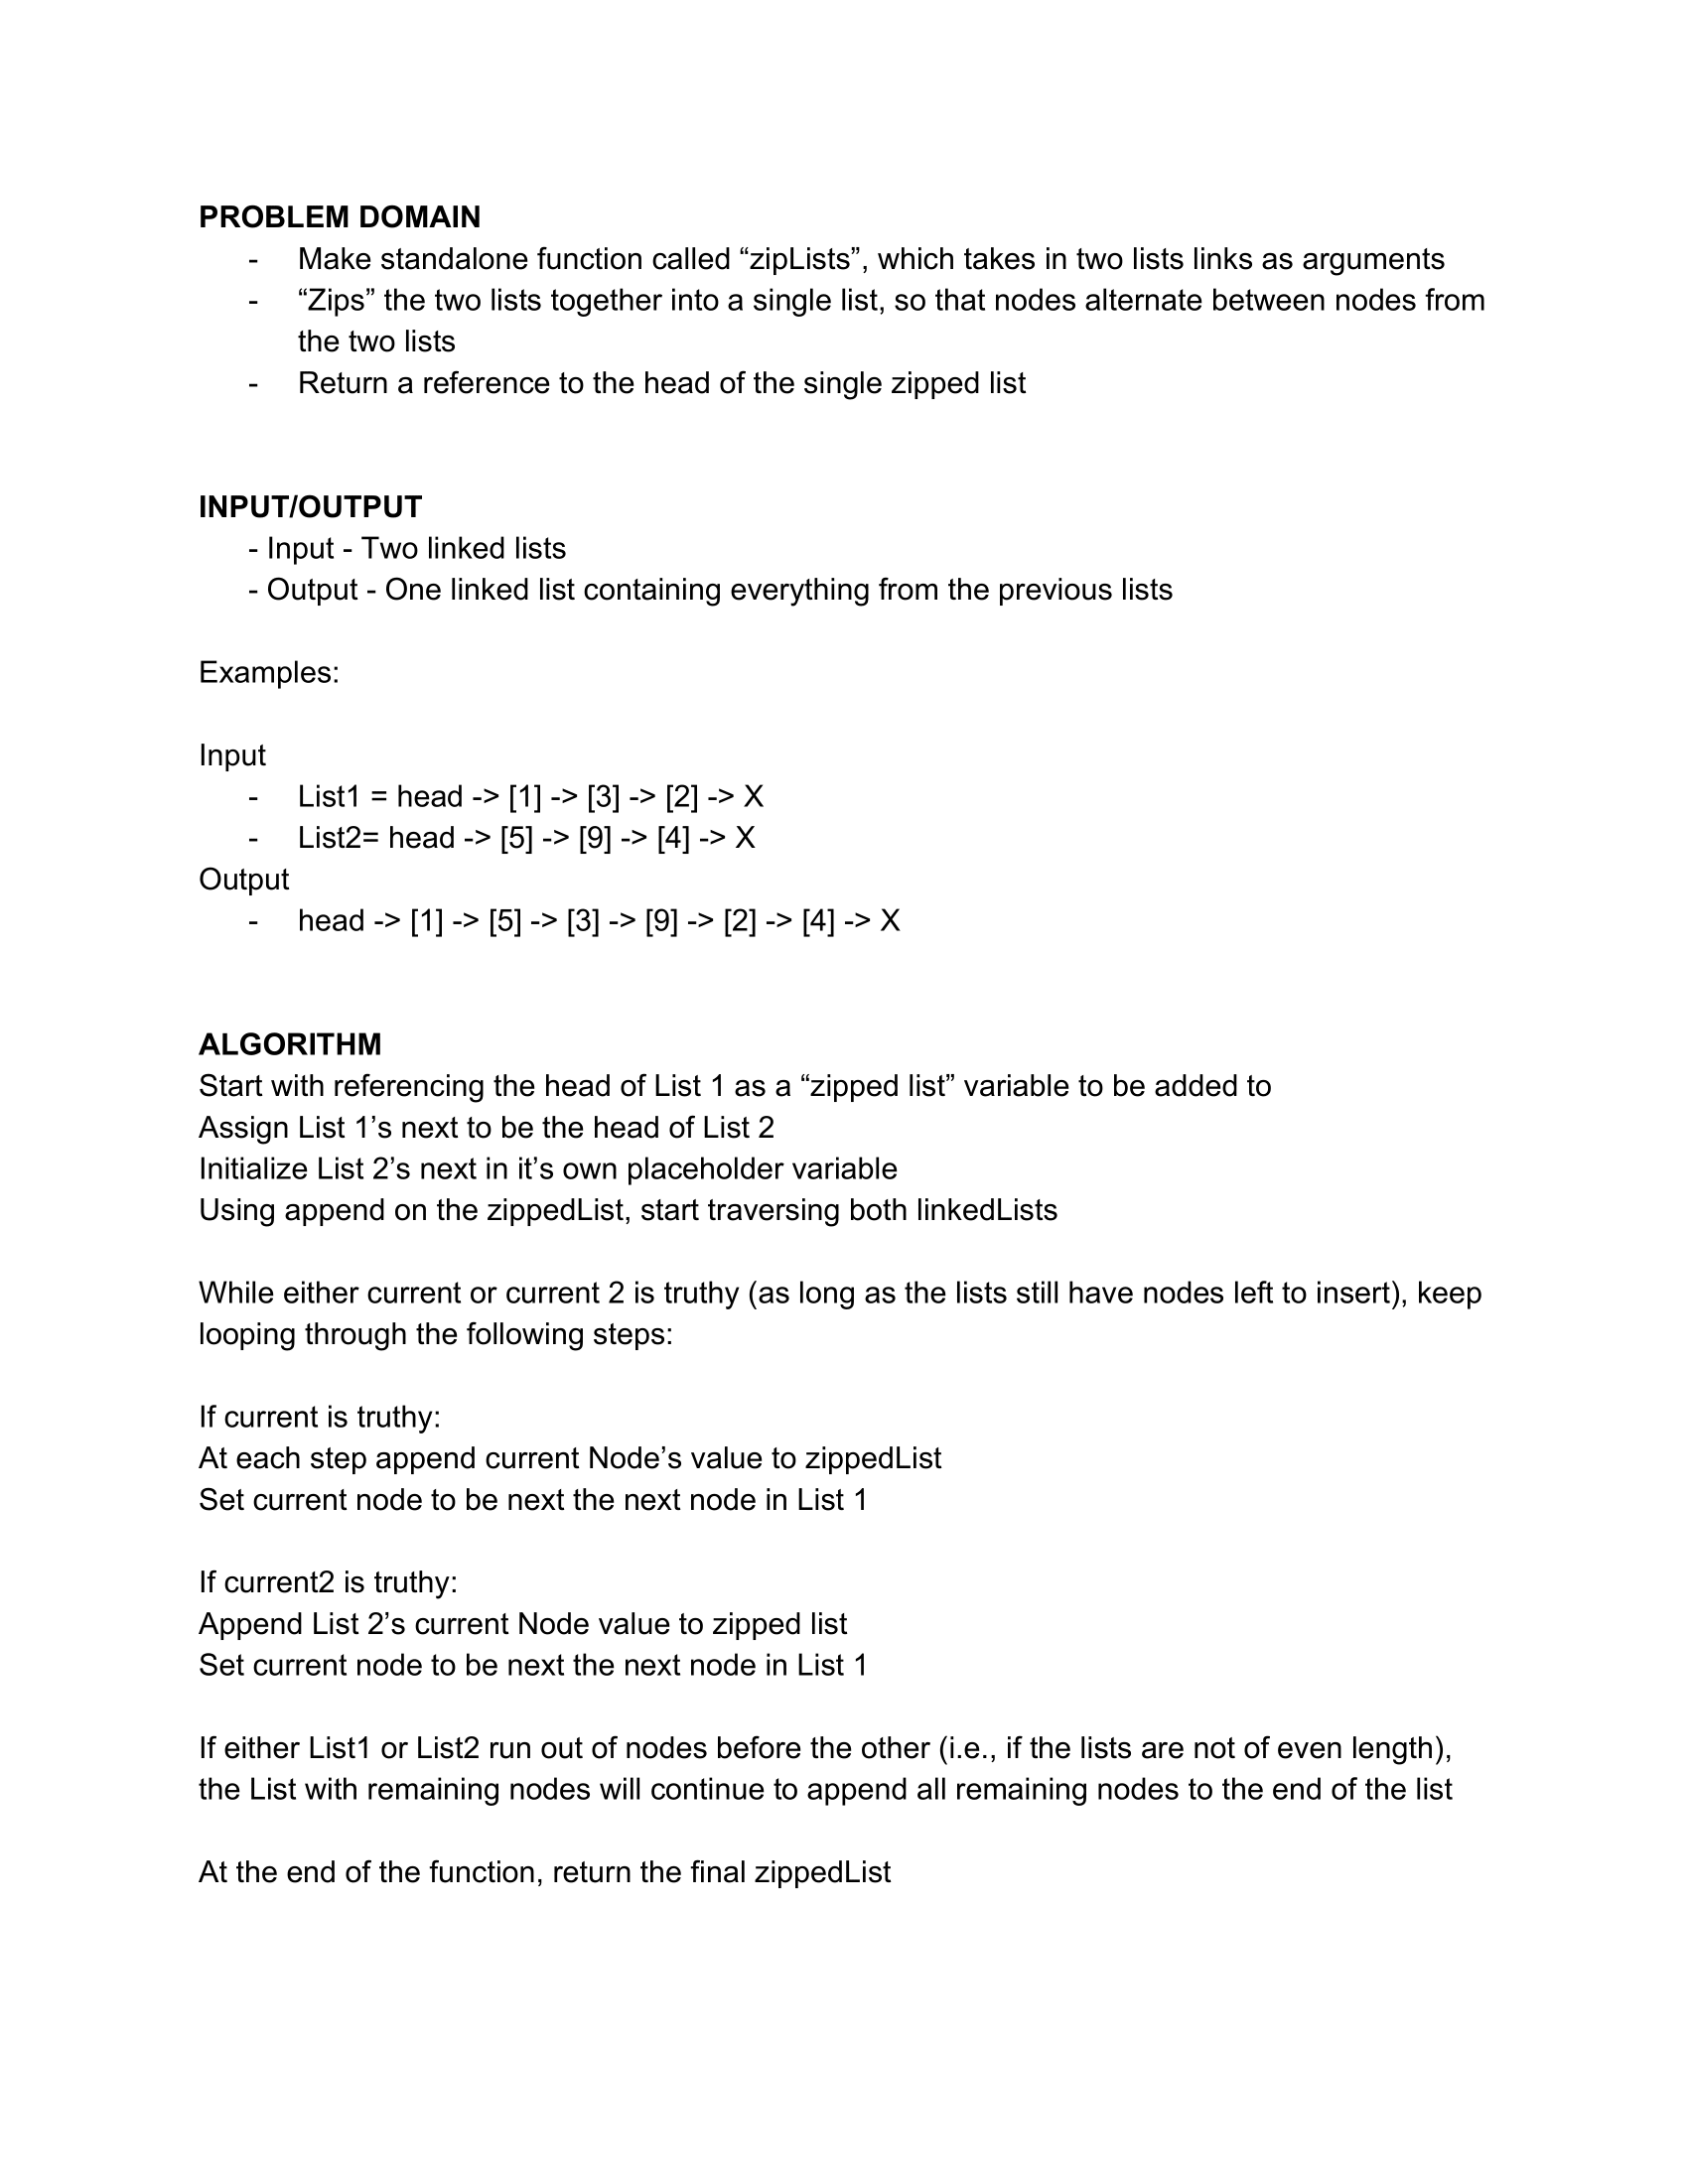 PROBLEM DOMAIN
- Make standalone function called “zipLists”, which takes in two lists links as arguments
- “Zips” the two lists together into a single list, so that nodes alternate between nodes from
the two lists
- Return a reference to the head of the single zipped list
INPUT/OUTPUT
- Input - Two linked lists
- Output - One linked list containing everything from the previous lists
Examples:
Input
- List1 = head -> [1] -> [3] -> [2] -> X
- List2= head -> [5] -> [9] -> [4] -> X
Output
- head -> [1] -> [5] -> [3] -> [9] -> [2] -> [4] -> X
ALGORITHM
Start with referencing the head of List 1 as a “zipped list” variable to be added to
Assign List 1’s next to be the head of List 2
Initialize List 2’s next in it’s own placeholder variable
Using append on the zippedList, start traversing both linkedLists
While either current or current 2 is truthy (as long as the lists still have nodes left to insert), keep
looping through the following steps:
If current is truthy:
At each step append current Node’s value to zippedList
Set current node to be next the next node in List 1
If current2 is truthy:
Append List 2’s current Node value to zipped list
Set current node to be next the next node in List 1
If either List1 or List2 run out of nodes before the other (i.e., if the lists are not of even length),
the List with remaining nodes will continue to append all remaining nodes to the end of the list
At the end of the function, return the final zippedList